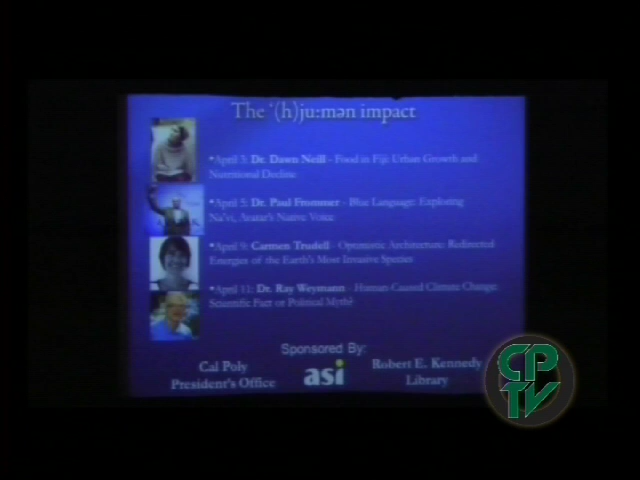 The '(h)ju:mən impact
•April 3: Dr. Dawn Neill - Food in Fiji: Urban Growth and
Nutritional Decline
•April 5: Dr. Paul Frommer - Blue Language: Exploring
Na'vi, Avatar's Native Voice
•April 9: Carmen Trudell - Optimistic Architecture: Redirected
Energies of the Earth's Most Invasive Species
•April 11: Dr. Ray Weymann - Human-Caused Climate Change:
Scientific Fact or Political Myth?
Sponsored By:
Cal Poly
President's Office
asi
Robert E. Kennedy
Library
CP
TV